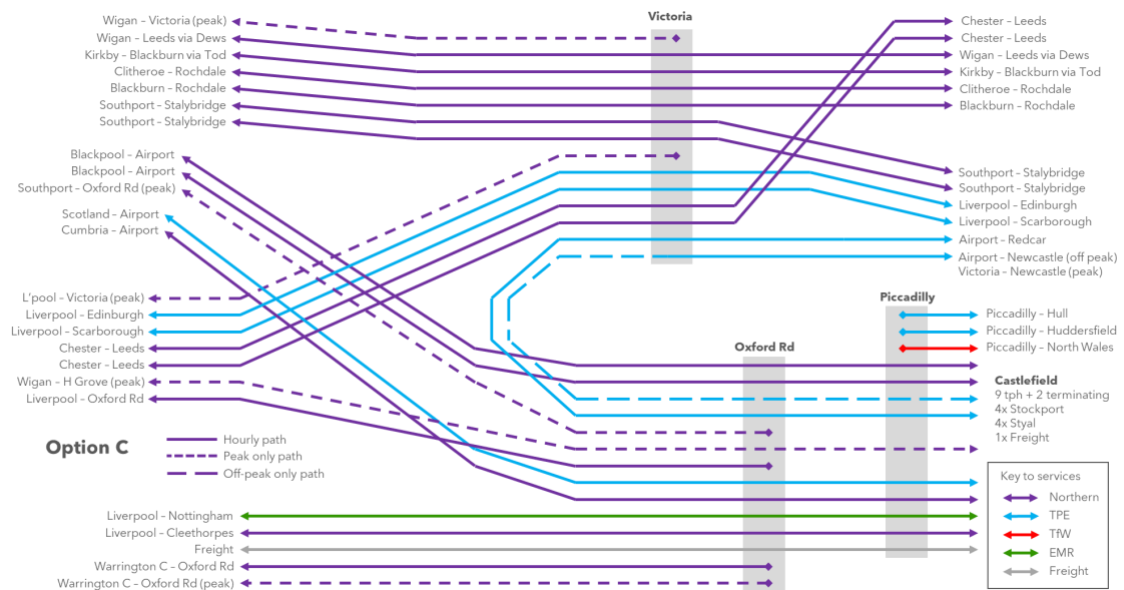 Wigan – Victoria (peak)
Wigan – Leeds via Dews
Kirkby – Blackburn via Tod
Clitheroe – Rochdale
Blackburn – Rochdale
Southport – Stalybridge
Southport – Stalybridge
Blackpool – Airport
Blackpool – Airport
Southport – Oxford Rd (peak)
Scotland – Airport
Cumbria – Airport
L'pool – Victoria (peak)
Liverpool – Edinburgh
Liverpool – Scarborough
Chester – Leeds
Chester – Leeds
Wigan – H Grove (peak)
Liverpool – Oxford Rd
Option C
Hourly path
Peak only path
Off-peak only path
Liverpool – Nottingham
Liverpool – Cleethorpes
Freight
Warrington C – Oxford Rd
Warrington C – Oxford Rd (peak)
Victoria
Oxford Rd
Piccadilly
Chester – Leeds
Chester – Leeds
Wigan – Leeds via Dews
Kirkby – Blackburn via Tod
Clitheroe – Rochdale
Blackburn – Rochdale
Southport – Stalybridge
Southport – Stalybridge
Liverpool – Edinburgh
Liverpool – Scarborough
Airport – Redcar
Airport – Newcastle (off peak)
Victoria – Newcastle (peak)
Piccadilly – Hull
Piccadilly – Huddersfield
Piccadilly – North Wales
Castlefield
9 tph + 2 terminating
4x Stockport
4x Styal
1x Freight
Key to services
Northern
TPE
TfW
EMR
Freight